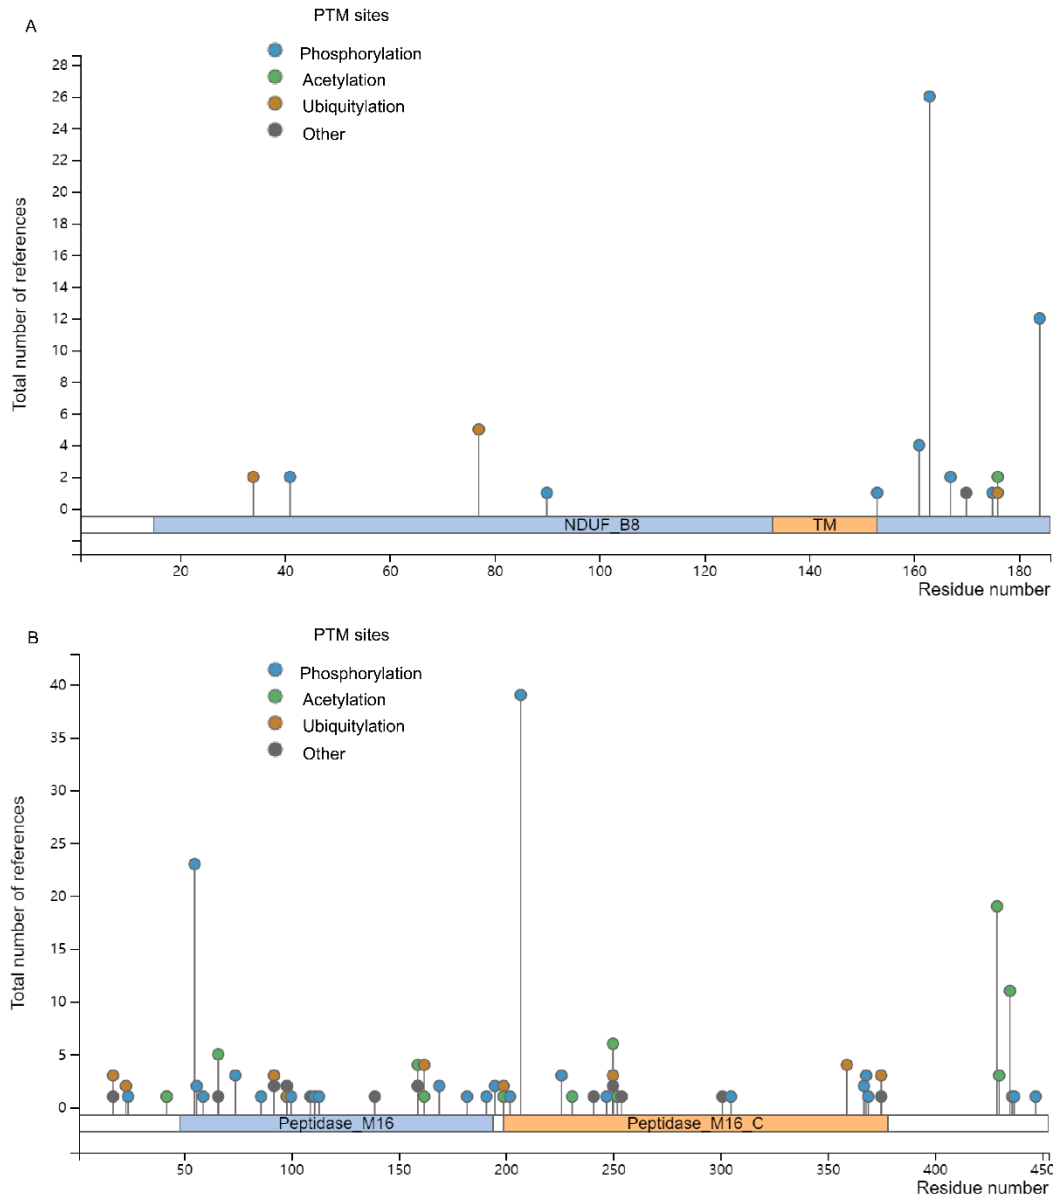 A
PTM sites
Phosphorylation
Acetylation
Ubiquitylation
Other
Total number of references
28
26
24
22
20
18
16
14
12
10
8
6
4
2
0
NDUF_B8
TM
20 40 60 80 100 120 140 160 180
Residue number
B
PTM sites
Phosphorylation
Acetylation
Ubiquitylation
Other
Total number of references
40
35
30
25
20
15
10
5
0
Peptidase_M16
Peptidase_M16_C
50 100 150 200 250 300 350 400 450
Residue number